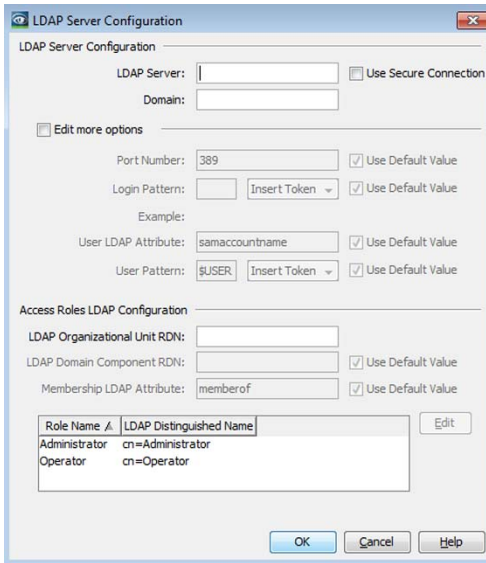 LDAP Server Configuration
LDAP Server Configuration
LDAP Server:
Use Secure Connection
Domain:
Edit more options
Port Number: 389 Use Default Value
Login Pattern: Insert Token Use Default Value
Example:
User LDAP Attribute: samaccountname Use Default Value
User Pattern: $USER Insert Token Use Default Value
Access Roles LDAP Configuration
LDAP Organizational Unit RDN:
LDAP Domain Component RDN: Use Default Value
Membership LDAP Attribute: memberof Use Default Value
Role Name LDAP Distinguished Name
Edit
Administrator cn=Administrator
Operator cn=Operator
OK Cancel Help